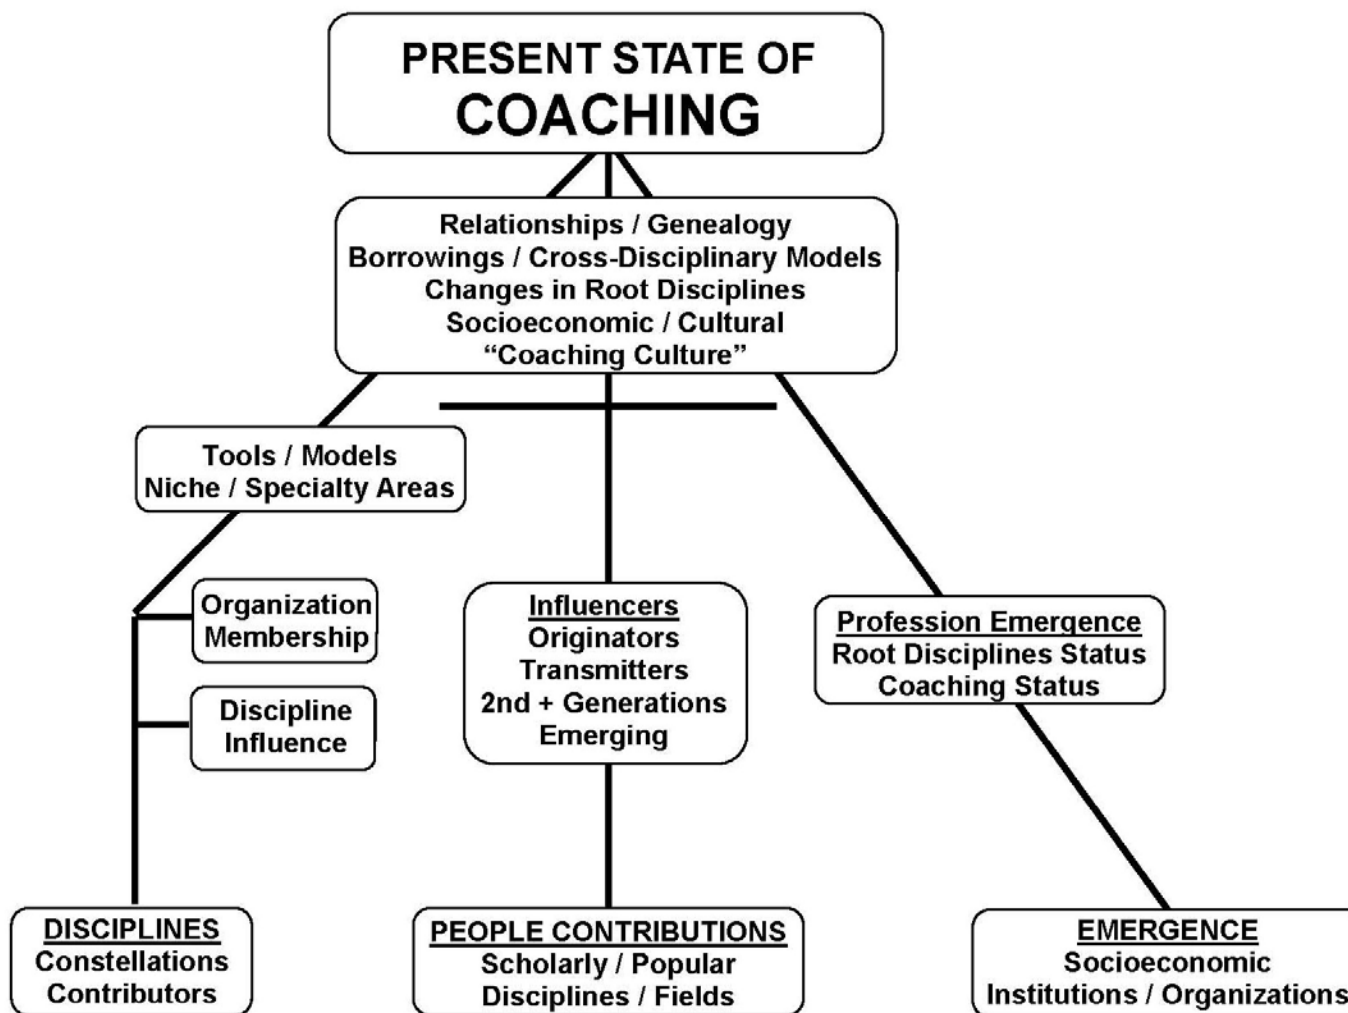 PRESENT STATE OF
COACHING
Relationships / Genealogy
Borrowings / Cross-Disciplinary Models
Changes in Root Disciplines
Socioeconomic / Cultural
“Coaching Culture”
Tools / Models
Niche / Specialty Areas
Organization
Membership
Discipline
Influence
Influencers
Originators
Transmitters
2nd + Generations
Emerging
Profession Emergence
Root Disciplines Status
Coaching Status
DISCIPLINES
Constellations
Contributors
PEOPLE CONTRIBUTIONS
Scholarly / Popular
Disciplines / Fields
EMERGENCE
Socioeconomic
Institutions / Organizations